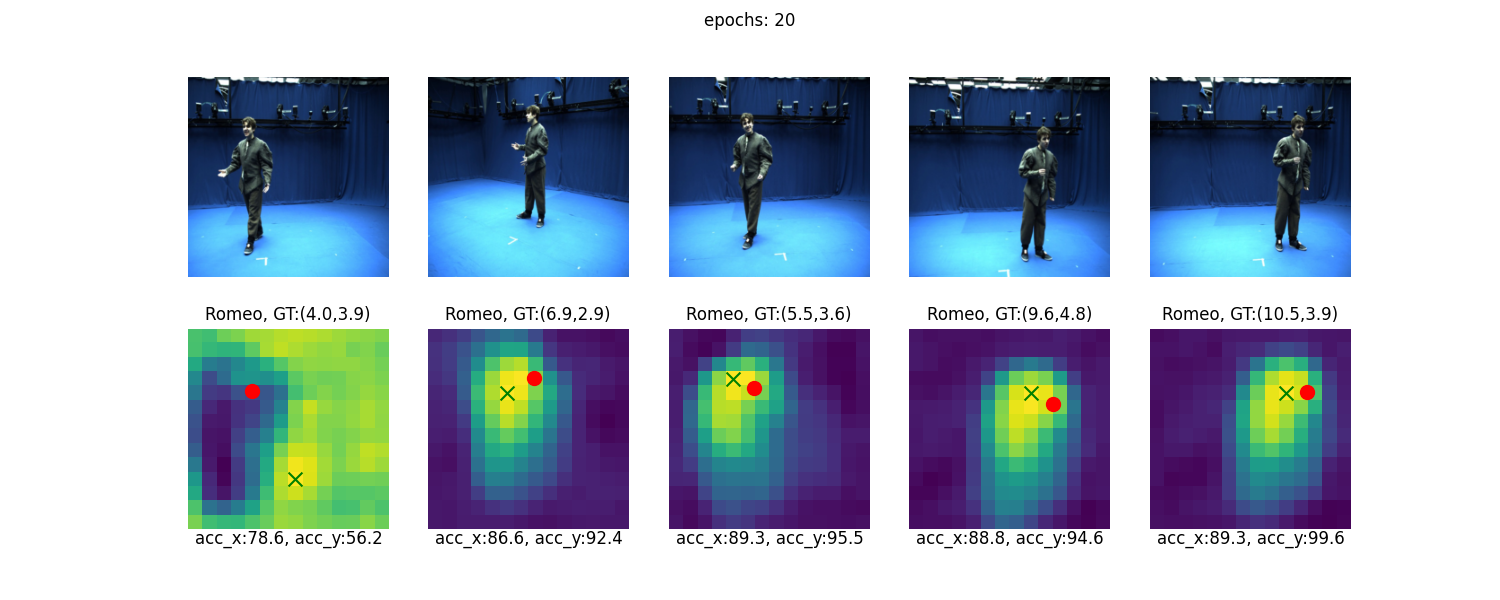 epochs: 20
Romeo, GT:(4.0,3.9)
Romeo, GT:(6.9,2.9)
Romeo, GT:(5.5,3.6)
Romeo, GT:(9.6,4.8)
Romeo, GT:(10.5,3.9)
acc_x:78.6, acc_y:56.2
acc_x:86.6, acc_y:92.4
acc_x:89.3, acc_y:95.5
acc_x:88.8, acc_y:94.6
acc_x:89.3, acc_y:99.6